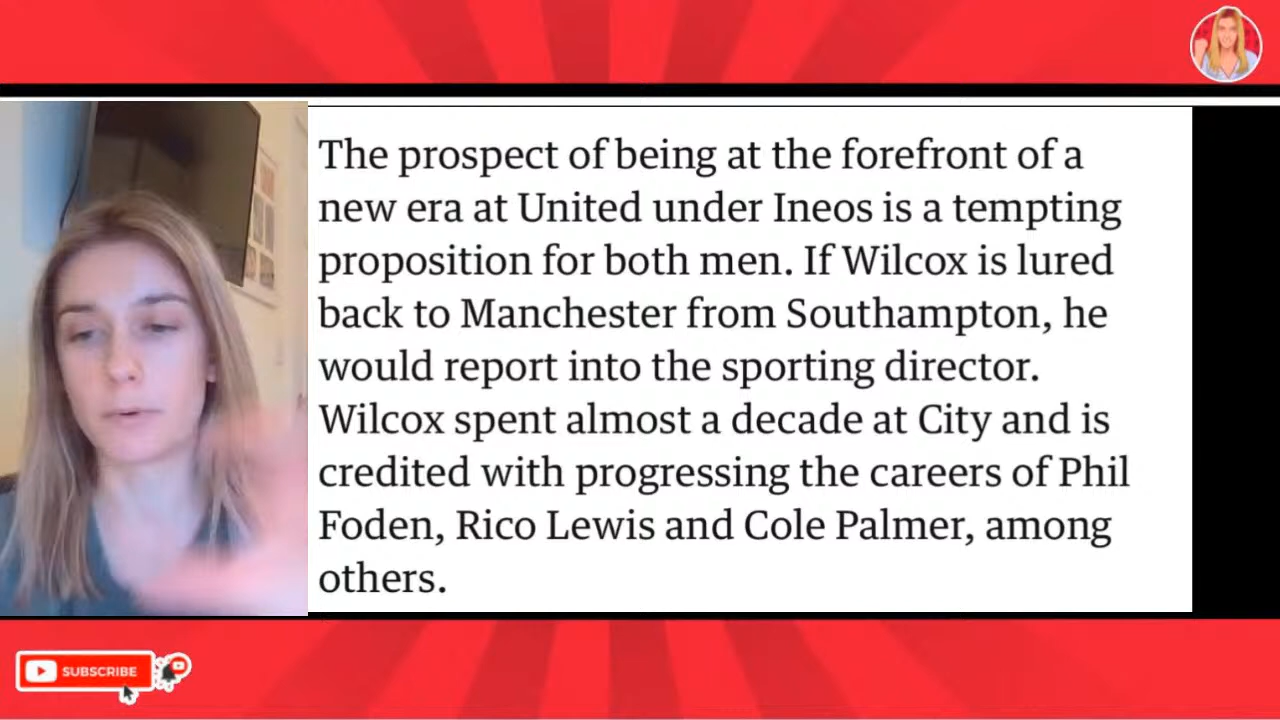 The prospect of being at the forefront of a
new era at United under Ineos is a tempting
proposition for both men. If Wilcox is lured
back to Manchester from Southampton, he
would report into the sporting director.
Wilcox spent almost a decade at City and is
credited with progressing the careers of Phil
Foden, Rico Lewis and Cole Palmer, among
others.
SUBSCRIBE